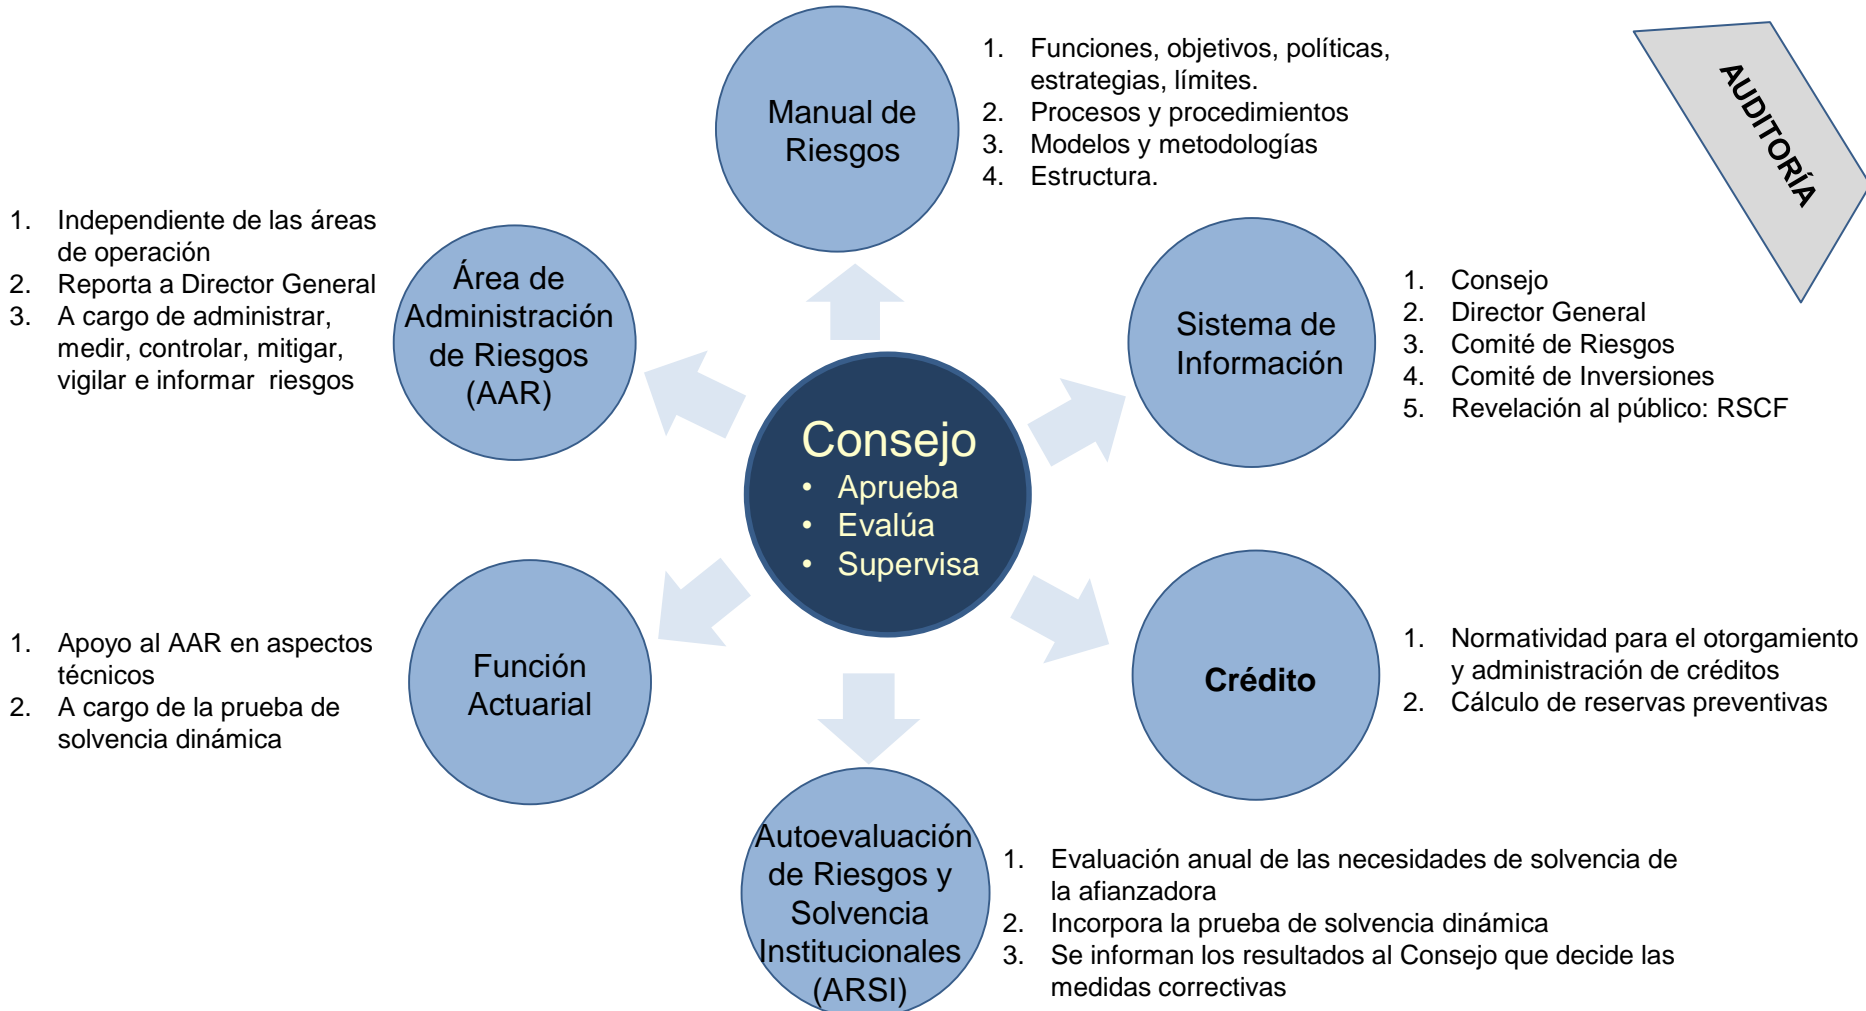 Manual de
Riesgos
1. Funciones, objetivos, políticas,
estrategias, límites.
2. Procesos y procedimientos
3. Modelos y metodologías
4. Estructura.
AUDITORÍA
1. Independiente de las áreas
de operación
2. Reporta a Director General
3. A cargo de administrar,
medir, controlar, mitigar,
vigilar e informar riesgos
Área de
Administración
de Riesgos
(AAR)
Sistema de
Información
1. Consejo
2. Director General
3. Comité de Riesgos
4. Comité de Inversiones
5. Revelación al público: RSCF
Consejo
• Aprueba
• Evalúa
• Supervisa
1. Apoyo al AAR en aspectos
técnicos
2. A cargo de la prueba de
solvencia dinámica
Función
Actuarial
Crédito
1. Normatividad para el otorgamiento
y administración de créditos
2. Cálculo de reservas preventivas
Autoevaluación
de Riesgos y
Solvencia
Institucionales
(ARSI)
1. Evaluación anual de las necesidades de solvencia de
la afianzadora
2. Incorpora la prueba de solvencia dinámica
3. Se informan los resultados al Consejo que decide las
medidas correctivas